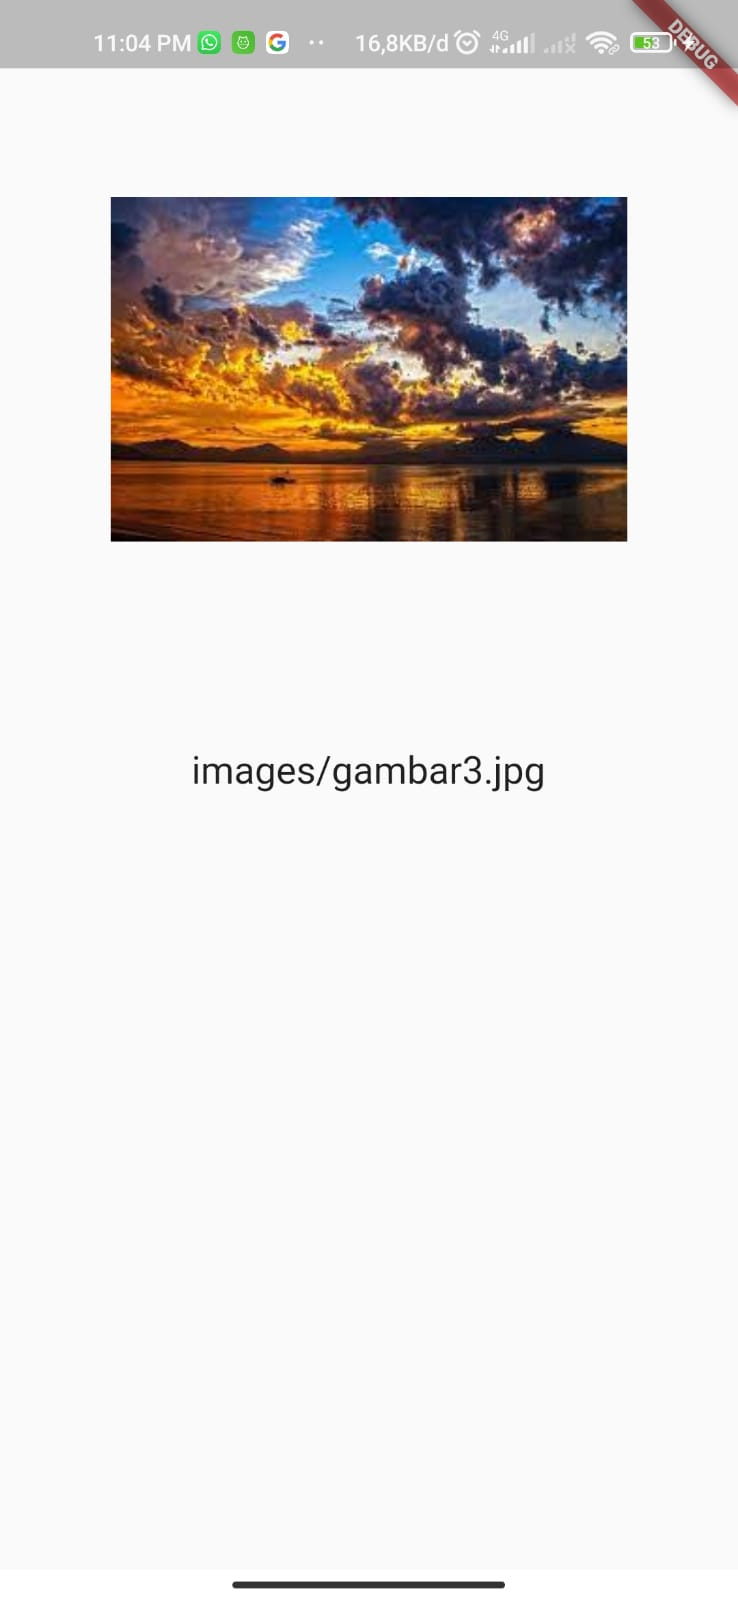 11:04 PM 16,8KB/d 4G 53
DEBUG
images/gambar3.jpg